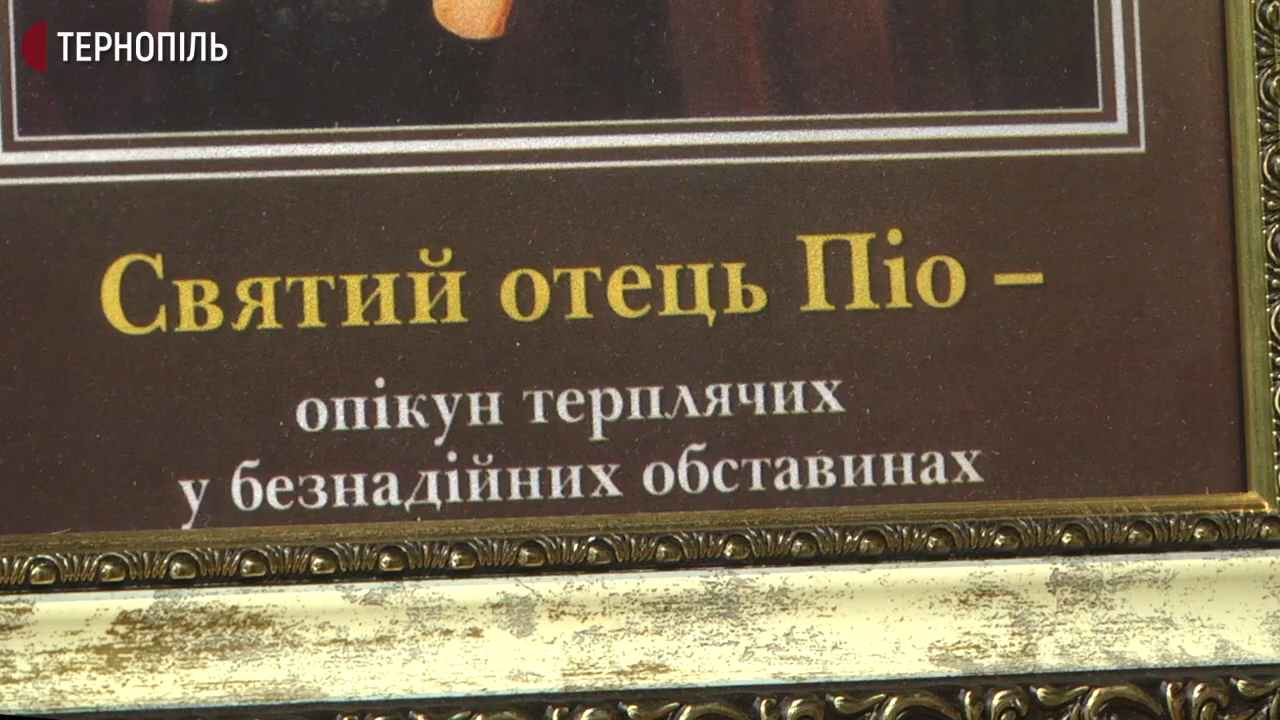 ТЕРНОПІЛЬ
Святий отець Піо –
опікун терплячих
у безнадійних обставинах